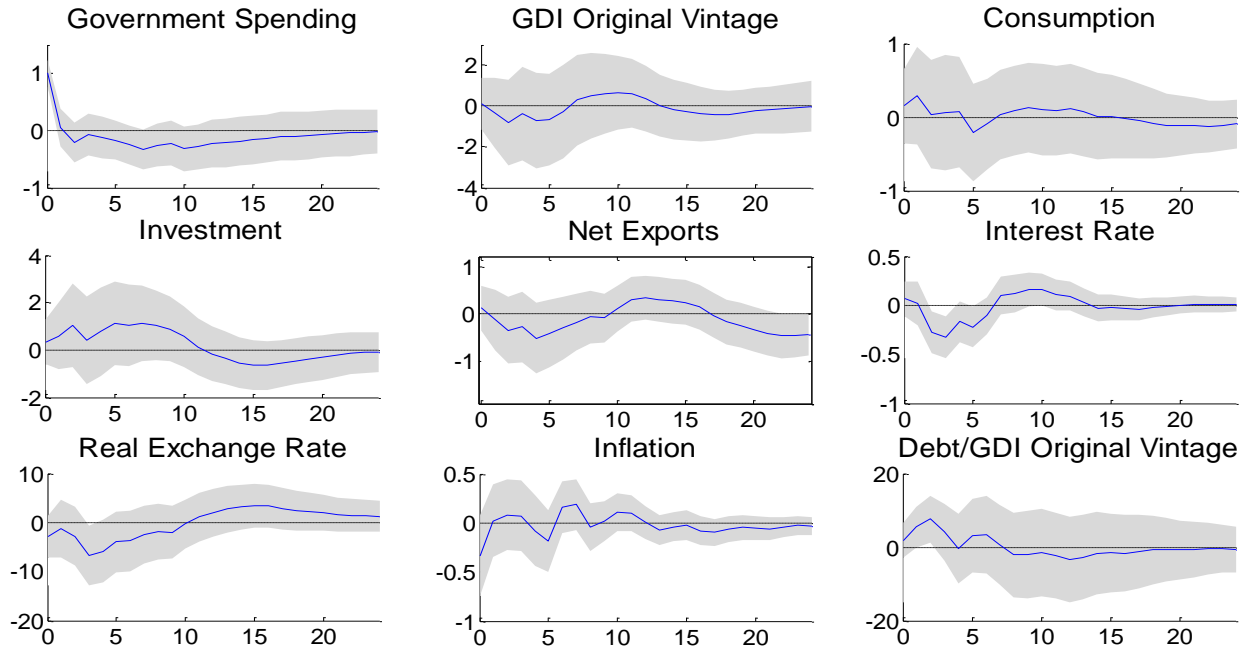 Government Spending
GDI Original Vintage
Consumption
1
0
-1
0 5 10 15 20
2
0
-2
-4
0 5 10 15 20
1
0
-1
0 5 10 15 20
Investment
Net Exports
Interest Rate
4
2
0
-2
0 5 10 15 20
1
0
-1
0 5 10 15 20
0.5
0
-0.5
-1
0 5 10 15 20
Real Exchange Rate
Inflation
Debt/GDI Original Vintage
10
0
-10
-20
0 5 10 15 20
0.5
0
-0.5
-1
0 5 10 15 20
20
0
-20
0 5 10 15 20